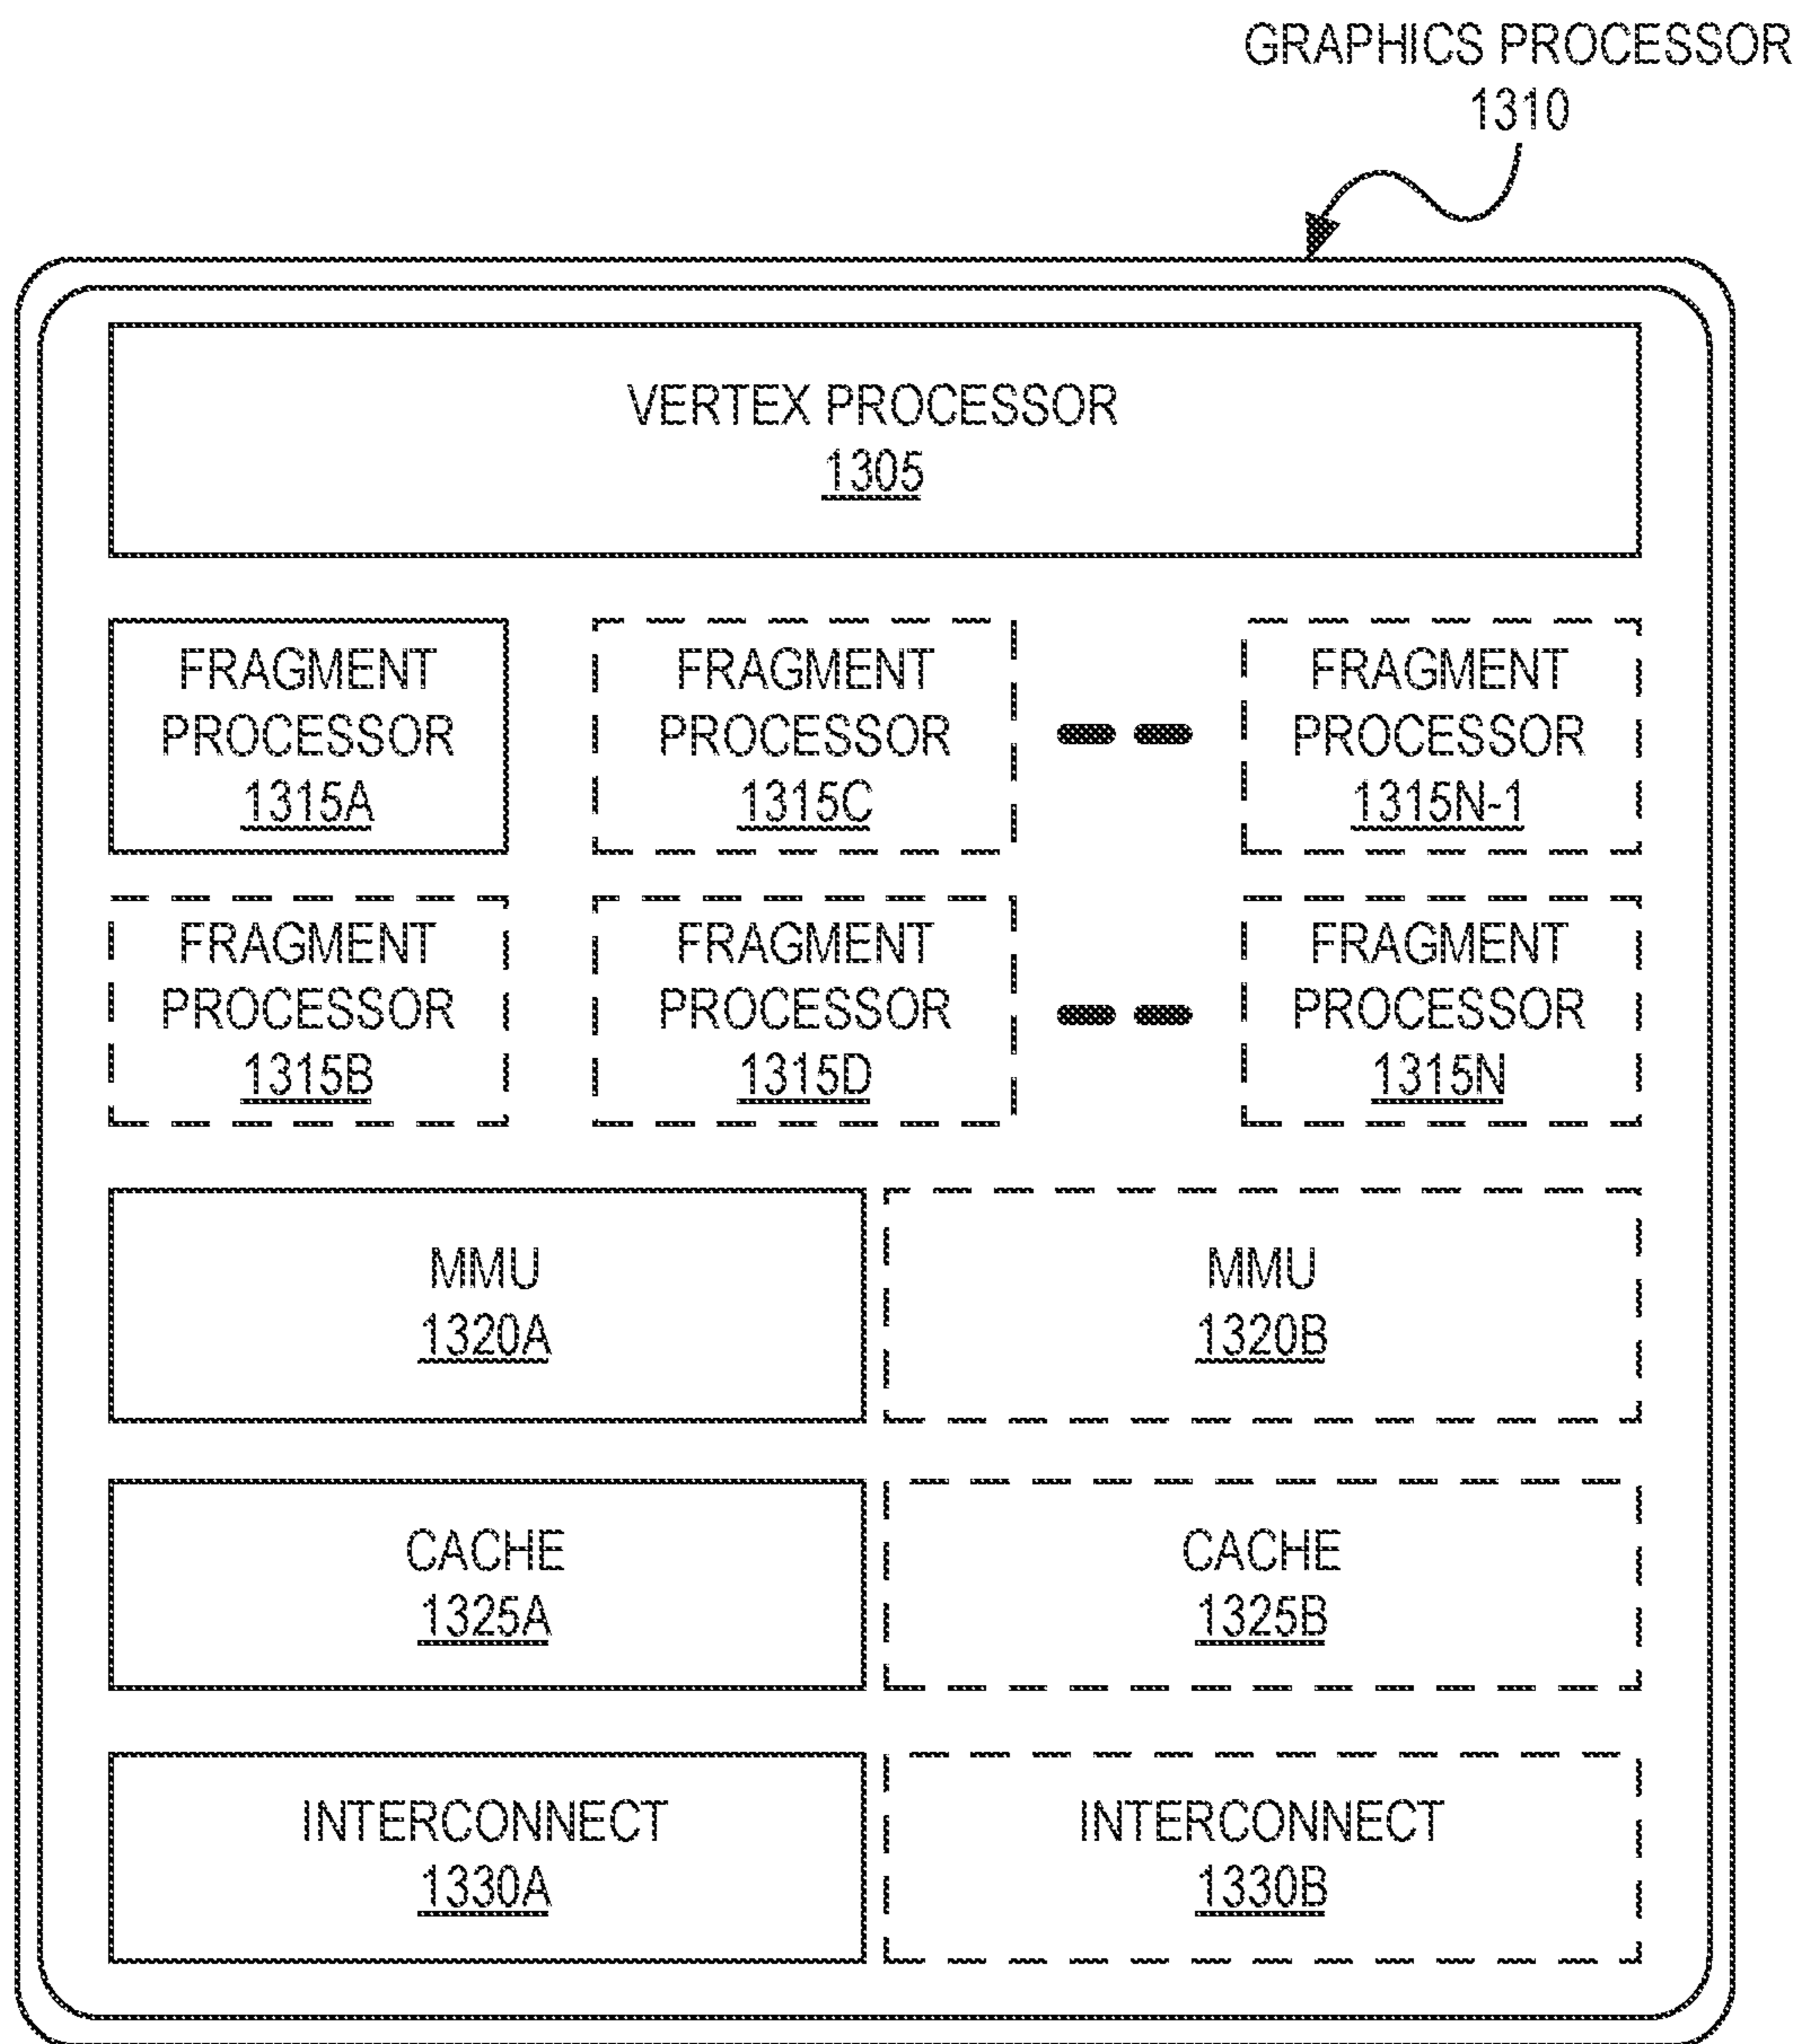 GRAPHICS PROCESSOR
1310
VERTEX PROCESSOR
1305
FRAGMENT
PROCESSOR
1315A
FRAGMENT
PROCESSOR
1315C
FRAGMENT
PROCESSOR
1315N-1
FRAGMENT
PROCESSOR
1315B
FRAGMENT
PROCESSOR
1315D
FRAGMENT
PROCESSOR
1315N
MMU
1320A
MMU
1320B
CACHE
1325A
CACHE
1325B
INTERCONNECT
1330A
INTERCONNECT
1330B